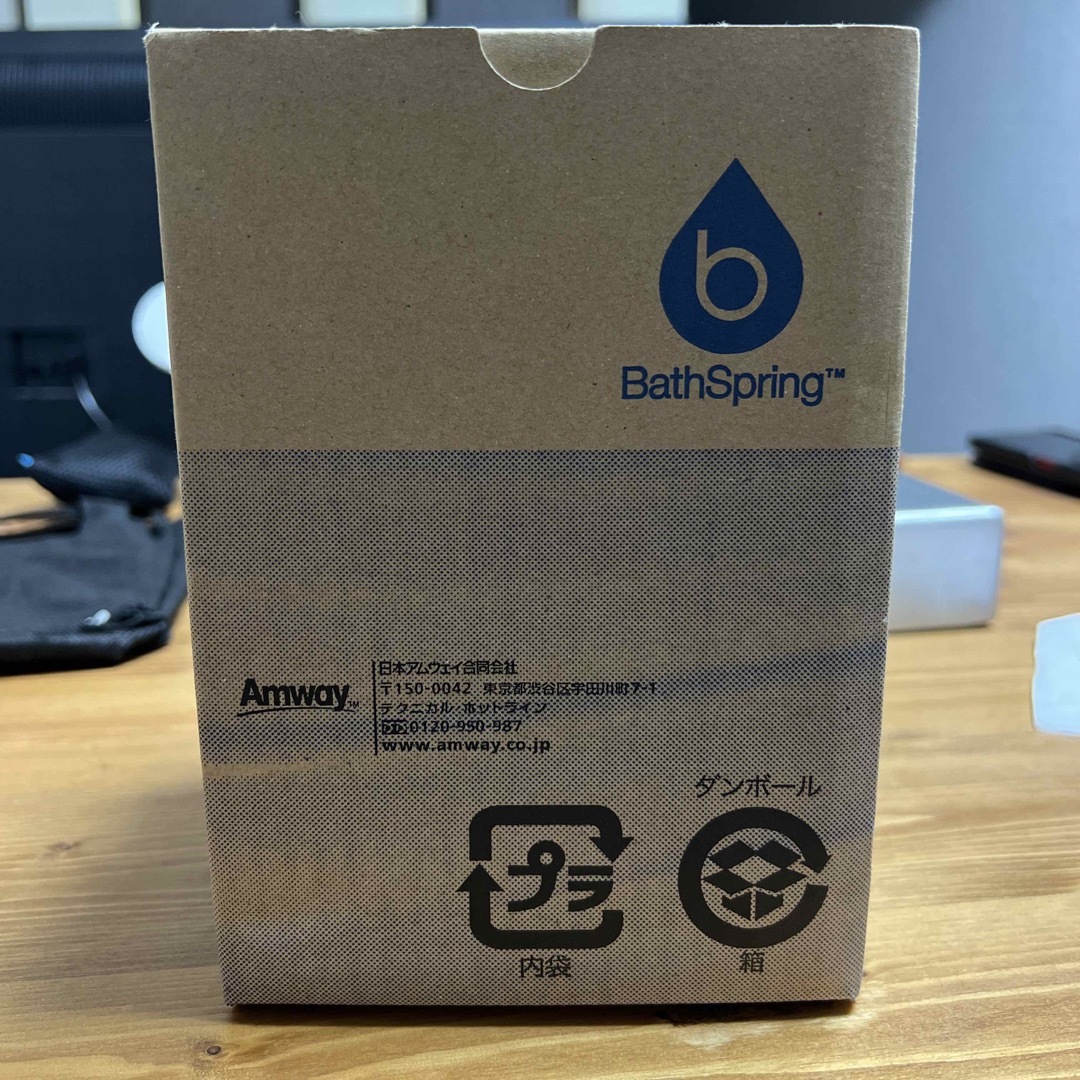 b
BathSpring™
Amway™
日本アムウェイ合同会社
〒150-0042 東京都渋谷区宇田川町7-1
テクニカル・ホットライン
0120-950-987
www.amway.co.jp
ダンボール
プラ
内袋
箱